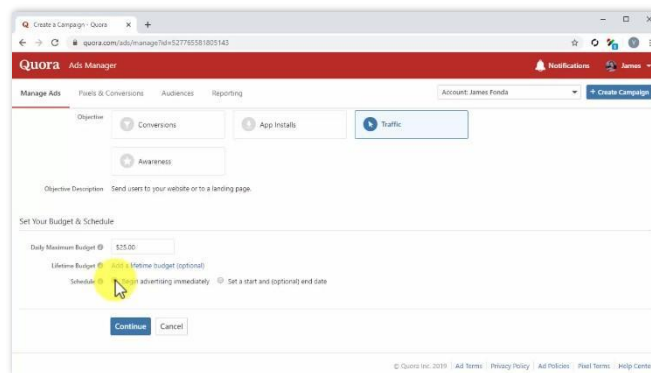 Create a Campaign - Quora
quora.com/ads/manage?id=527765581805143
Quora Ads Manager Notifications James
Manage Ads Pixels & Conversions Audiences Reporting Account: James Fonda + Create Campaign
Objective Conversions App Installs Traffic
Awareness
Objective Description Send users to your website or to a landing page.
Set Your Budget & Schedule
Daily Maximum Budget $25.00
Lifetime Budget Add a lifetime budget (optional)
Schedule Begin advertising immediately Set a start and (optional) end date
Continue Cancel
© Quora Inc. 2019 Ad Terms Privacy Policy Ad Policies Pixel Terms Help Cente